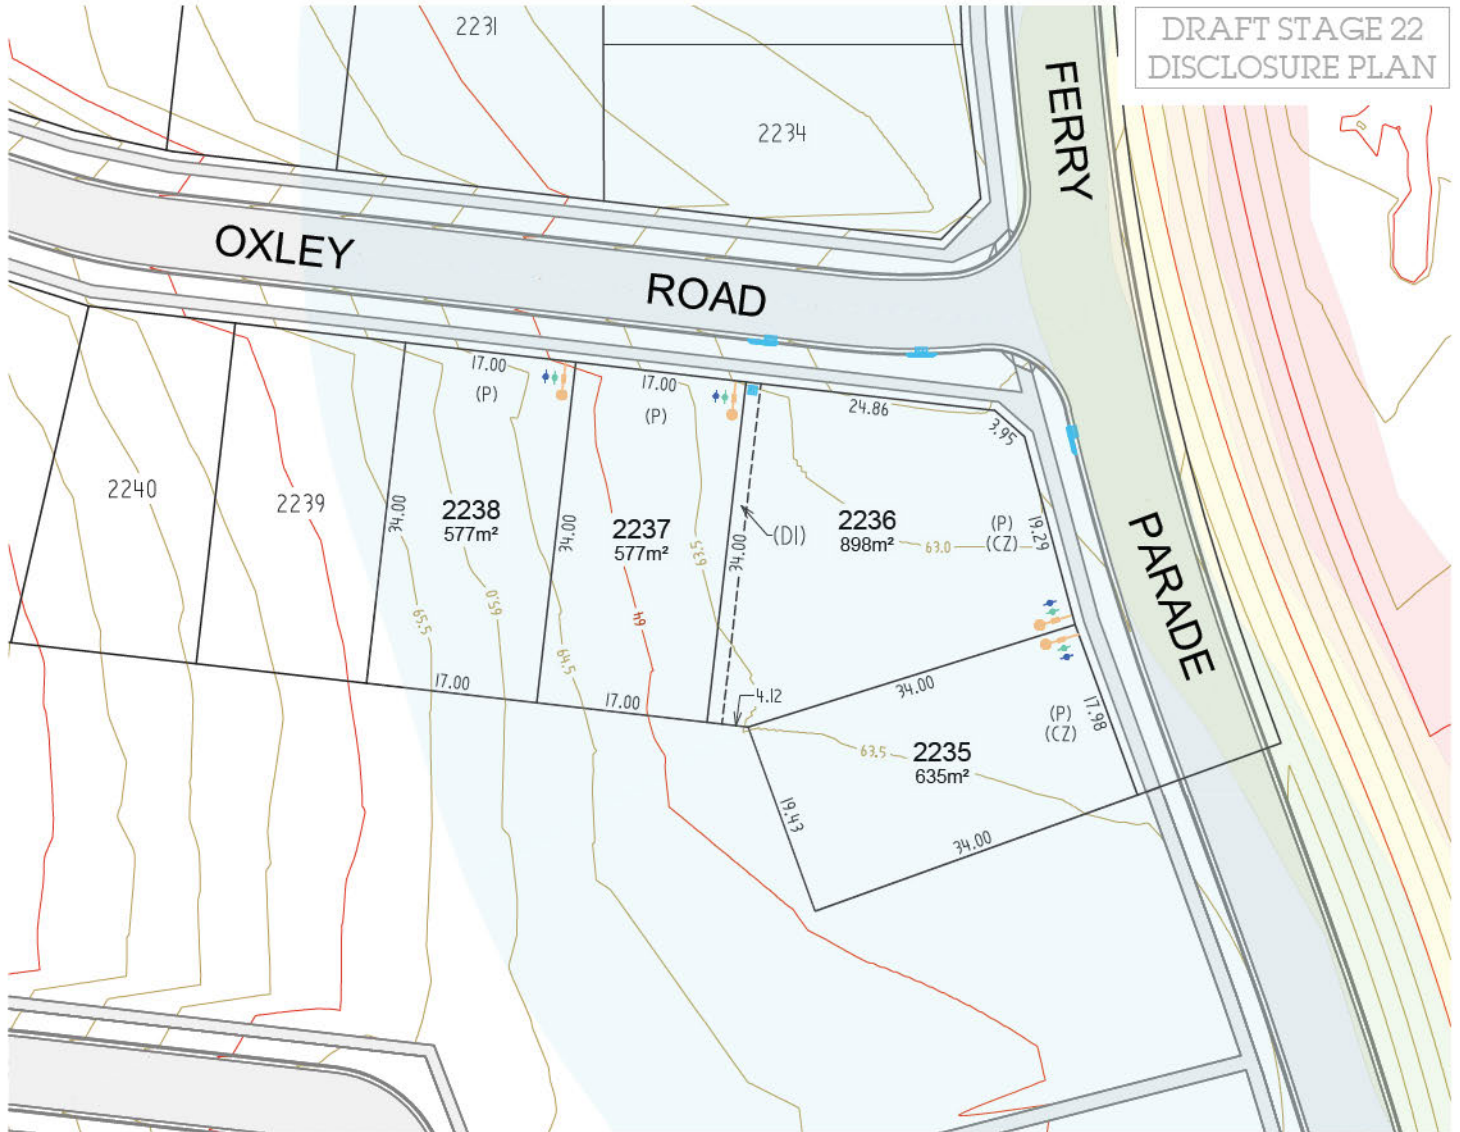 DRAFT STAGE 22
DISCLOSURE PLAN
2231
2234
FERRY
OXLEY
ROAD
17.00
(P)
17.00
(P)
24.86
3.95
2240
2239
34.00
2238
577m²
34.00
2237
577m²
63.5
34.00
(DI)
2236
898m²
63.0
(P)
(CZ)
19.29
PARADE
65.5
65.0
64.5
64
17.00
17.00
4.12
34.00
(P)
(CZ)
17.98
63.5
2235
635m²
19.43
34.00